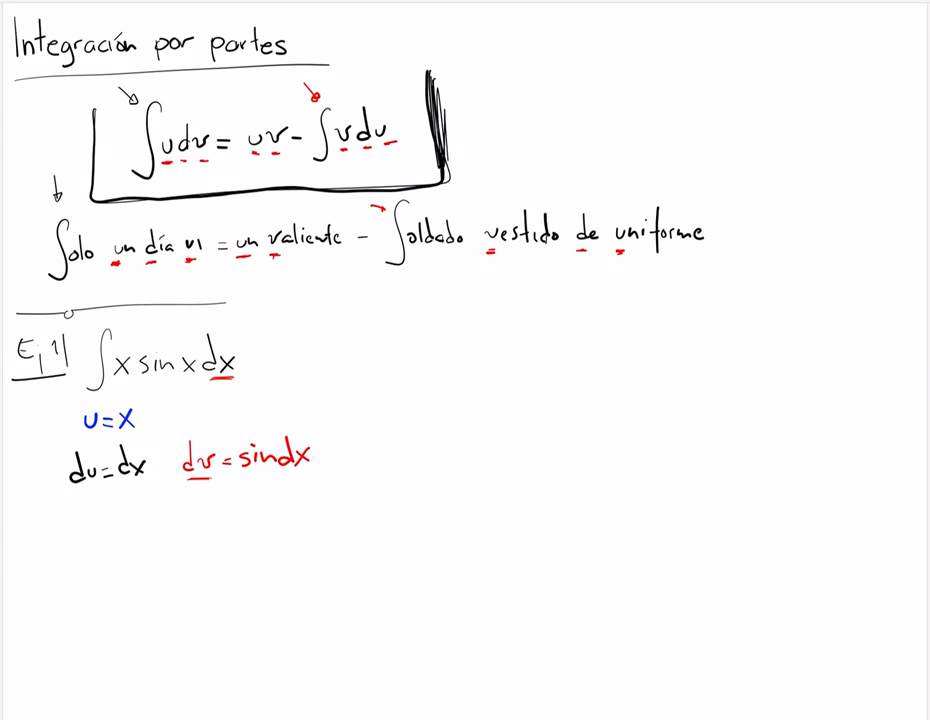 Integración por partes
∫udv = uv - ∫vdu
∫olo un día vi = un valiente - ∫oldado vestido de uniforme
Ej 1) ∫x sin x dx
u=x
du=dx dv = sindx